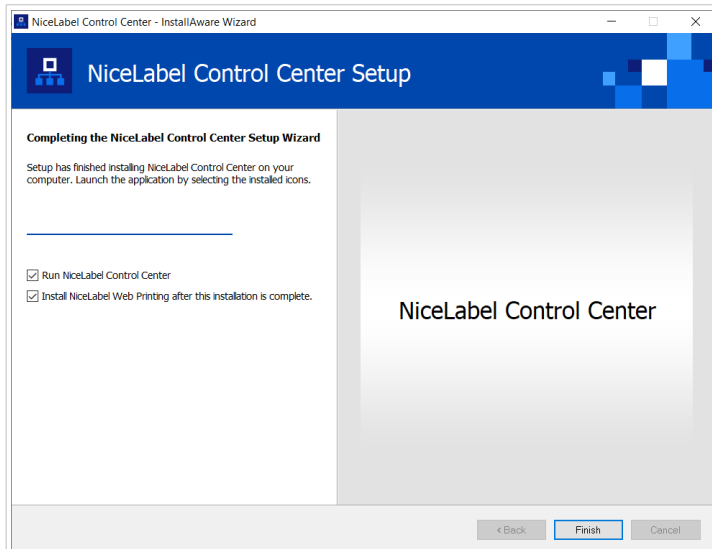 NiceLabel Control Center - InstallAware Wizard
NiceLabel Control Center Setup
Completing the NiceLabel Control Center Setup Wizard
Setup has finished installing NiceLabel Control Center on your
computer. Launch the application by selecting the installed icons.
Run NiceLabel Control Center
Install NiceLabel Web Printing after this installation is complete.
NiceLabel Control Center
< Back
Finish
Cancel